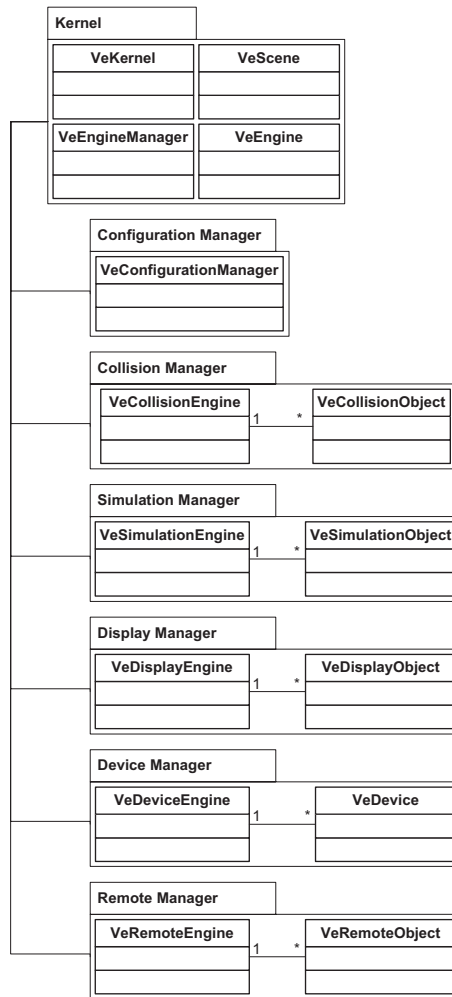 Kernel
VeKernel VeScene
VeEngineManager VeEngine
Configuration Manager
VeConfigurationManager
Collision Manager
VeCollisionEngine VeCollisionObject
1 *
Simulation Manager
VeSimulationEngine VeSimulationObject
1 *
Display Manager
VeDisplayEngine VeDisplayObject
1 *
Device Manager
VeDeviceEngine VeDevice
1 *
Remote Manager
VeRemoteEngine VeRemoteObject
1 *